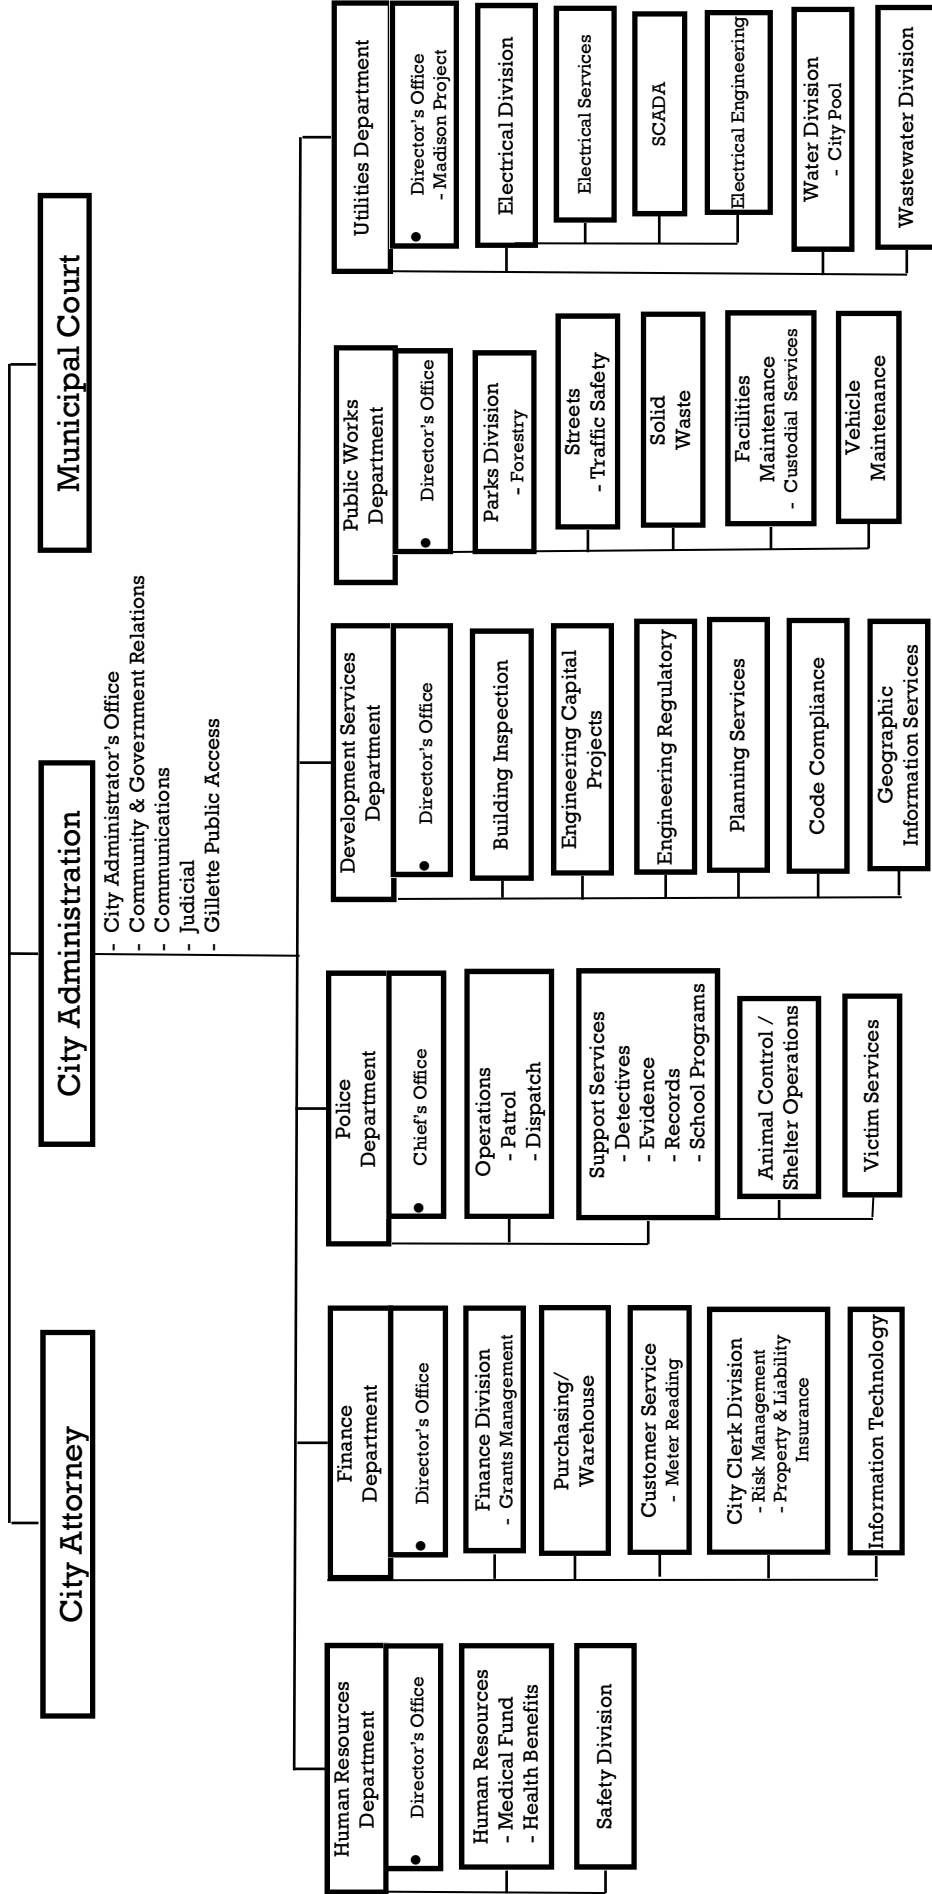 City Attorney
City Administration
Municipal Court
- City Administrator's Office
- Community & Government Relations
- Communications
- Judicial
- Gillette Public Access
Human Resources
Department
Director's Office
Human Resources
- Medical Fund
- Health Benefits
Safety Division
Finance
Department
Director's Office
Finance Division
- Grants Management
Purchasing/
Warehouse
Customer Service
- Meter Reading
City Clerk Division
- Risk Management
- Property & Liability
Insurance
Information Technology
Police
Department
Chief's Office
Operations
- Patrol
- Dispatch
Support Services
- Detectives
- Evidence
- Records
- School Programs
Animal Control /
Shelter Operations
Victim Services
Development Services
Department
Director's Office
Building Inspection
Engineering Capital
Projects
Engineering Regulatory
Planning Services
Code Compliance
Geographic
Information Services
Public Works
Department
Director's Office
Parks Division
- Forestry
Streets
- Traffic Safety
Solid
Waste
Facilities
Maintenance
- Custodial Services
Vehicle
Maintenance
Utilities Department
Director's Office
- Madison Project
Electrical Division
Electrical Services
SCADA
Electrical Engineering
Water Division
- City Pool
Wastewater Division